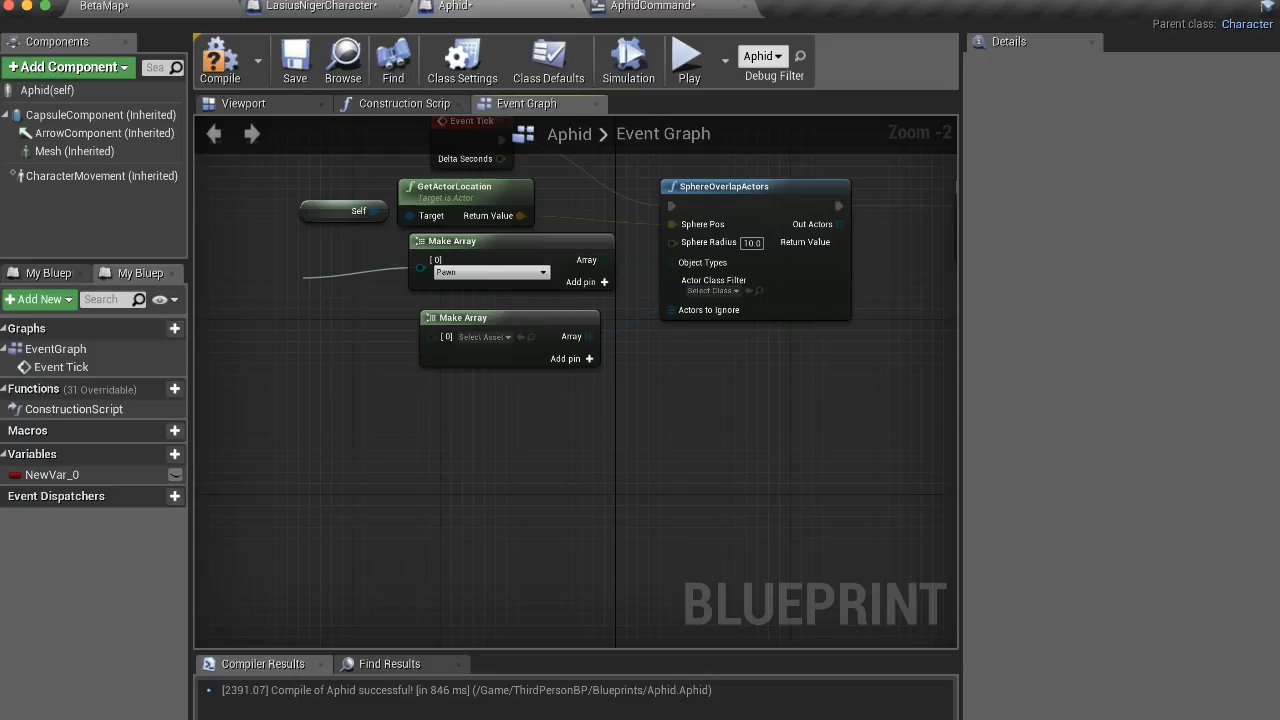 BetaMap*
LasiusNigerCharacter*
Aphid*
AphidCommand*
Parent class: Character
Components
Details
+Add Component
Sea
Compile
Save
Browse
Find
Class Settings
Class Defaults
Simulation
Play
Aphid
Debug Filter
Aphid(self)
CapsuleComponent (Inherited)
ArrowComponent (Inherited)
Mesh (Inherited)
CharacterMovement (Inherited)
Viewport
Construction Scrip
Event Graph
Aphid > Event Graph
Zoom -2
Event Tick
Delta Seconds
GetActorLocation
Target is Actor
Target
Return Value
Self
Make Array
[0]
Pawn
Array
Add pin +
Make Array
[0] Select Asset
Array
Add pin +
SphereOverlapActors
Sphere Pos
Out Actors
Sphere Radius 10.0
Return Value
Object Types
Actor Class Filter
Select Class
Actors to Ignore
My Bluep
My Bluep
+Add New
Search
Graphs
EventGraph
Event Tick
Functions (31 Overridable)
ConstructionScript
Macros
Variables
NewVar_0
Event Dispatchers
BLUEPRINT
Compiler Results
Find Results
[2391.07] Compile of Aphid successful! [in 846 ms] (/Game/ThirdPersonBP/Blueprints/Aphid.Aphid)